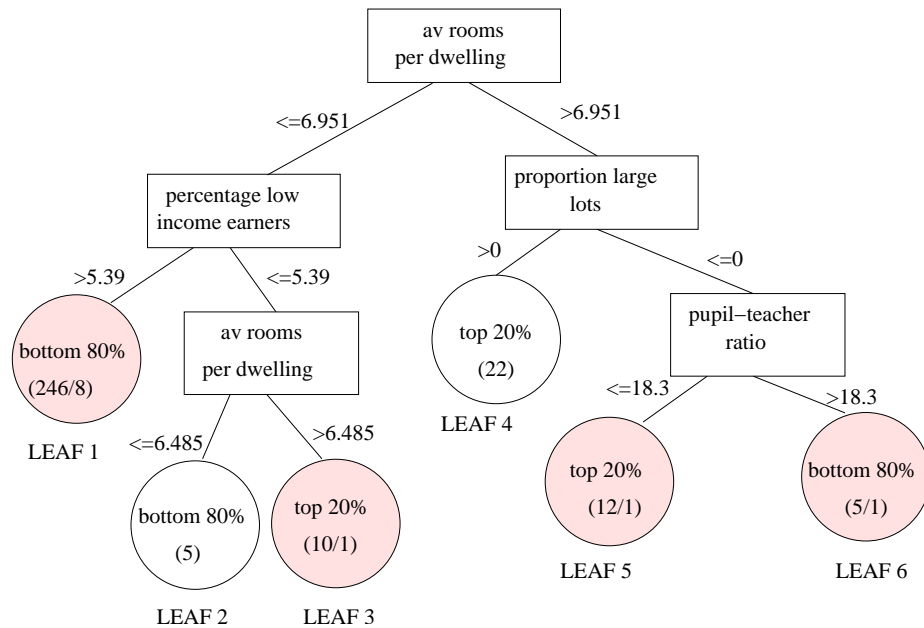 av rooms
per dwelling
<=6.951
>6.951
percentage low
income earners
proportion large
lots
>5.39
<=5.39
>0
<=0
bottom 80%
(246/8)
LEAF 1
av rooms
per dwelling
top 20%
(22)
LEAF 4
pupil−teacher
ratio
<=6.485
>6.485
<=18.3
>18.3
bottom 80%
(5)
LEAF 2
top 20%
(10/1)
LEAF 3
top 20%
(12/1)
LEAF 5
bottom 80%
(5/1)
LEAF 6